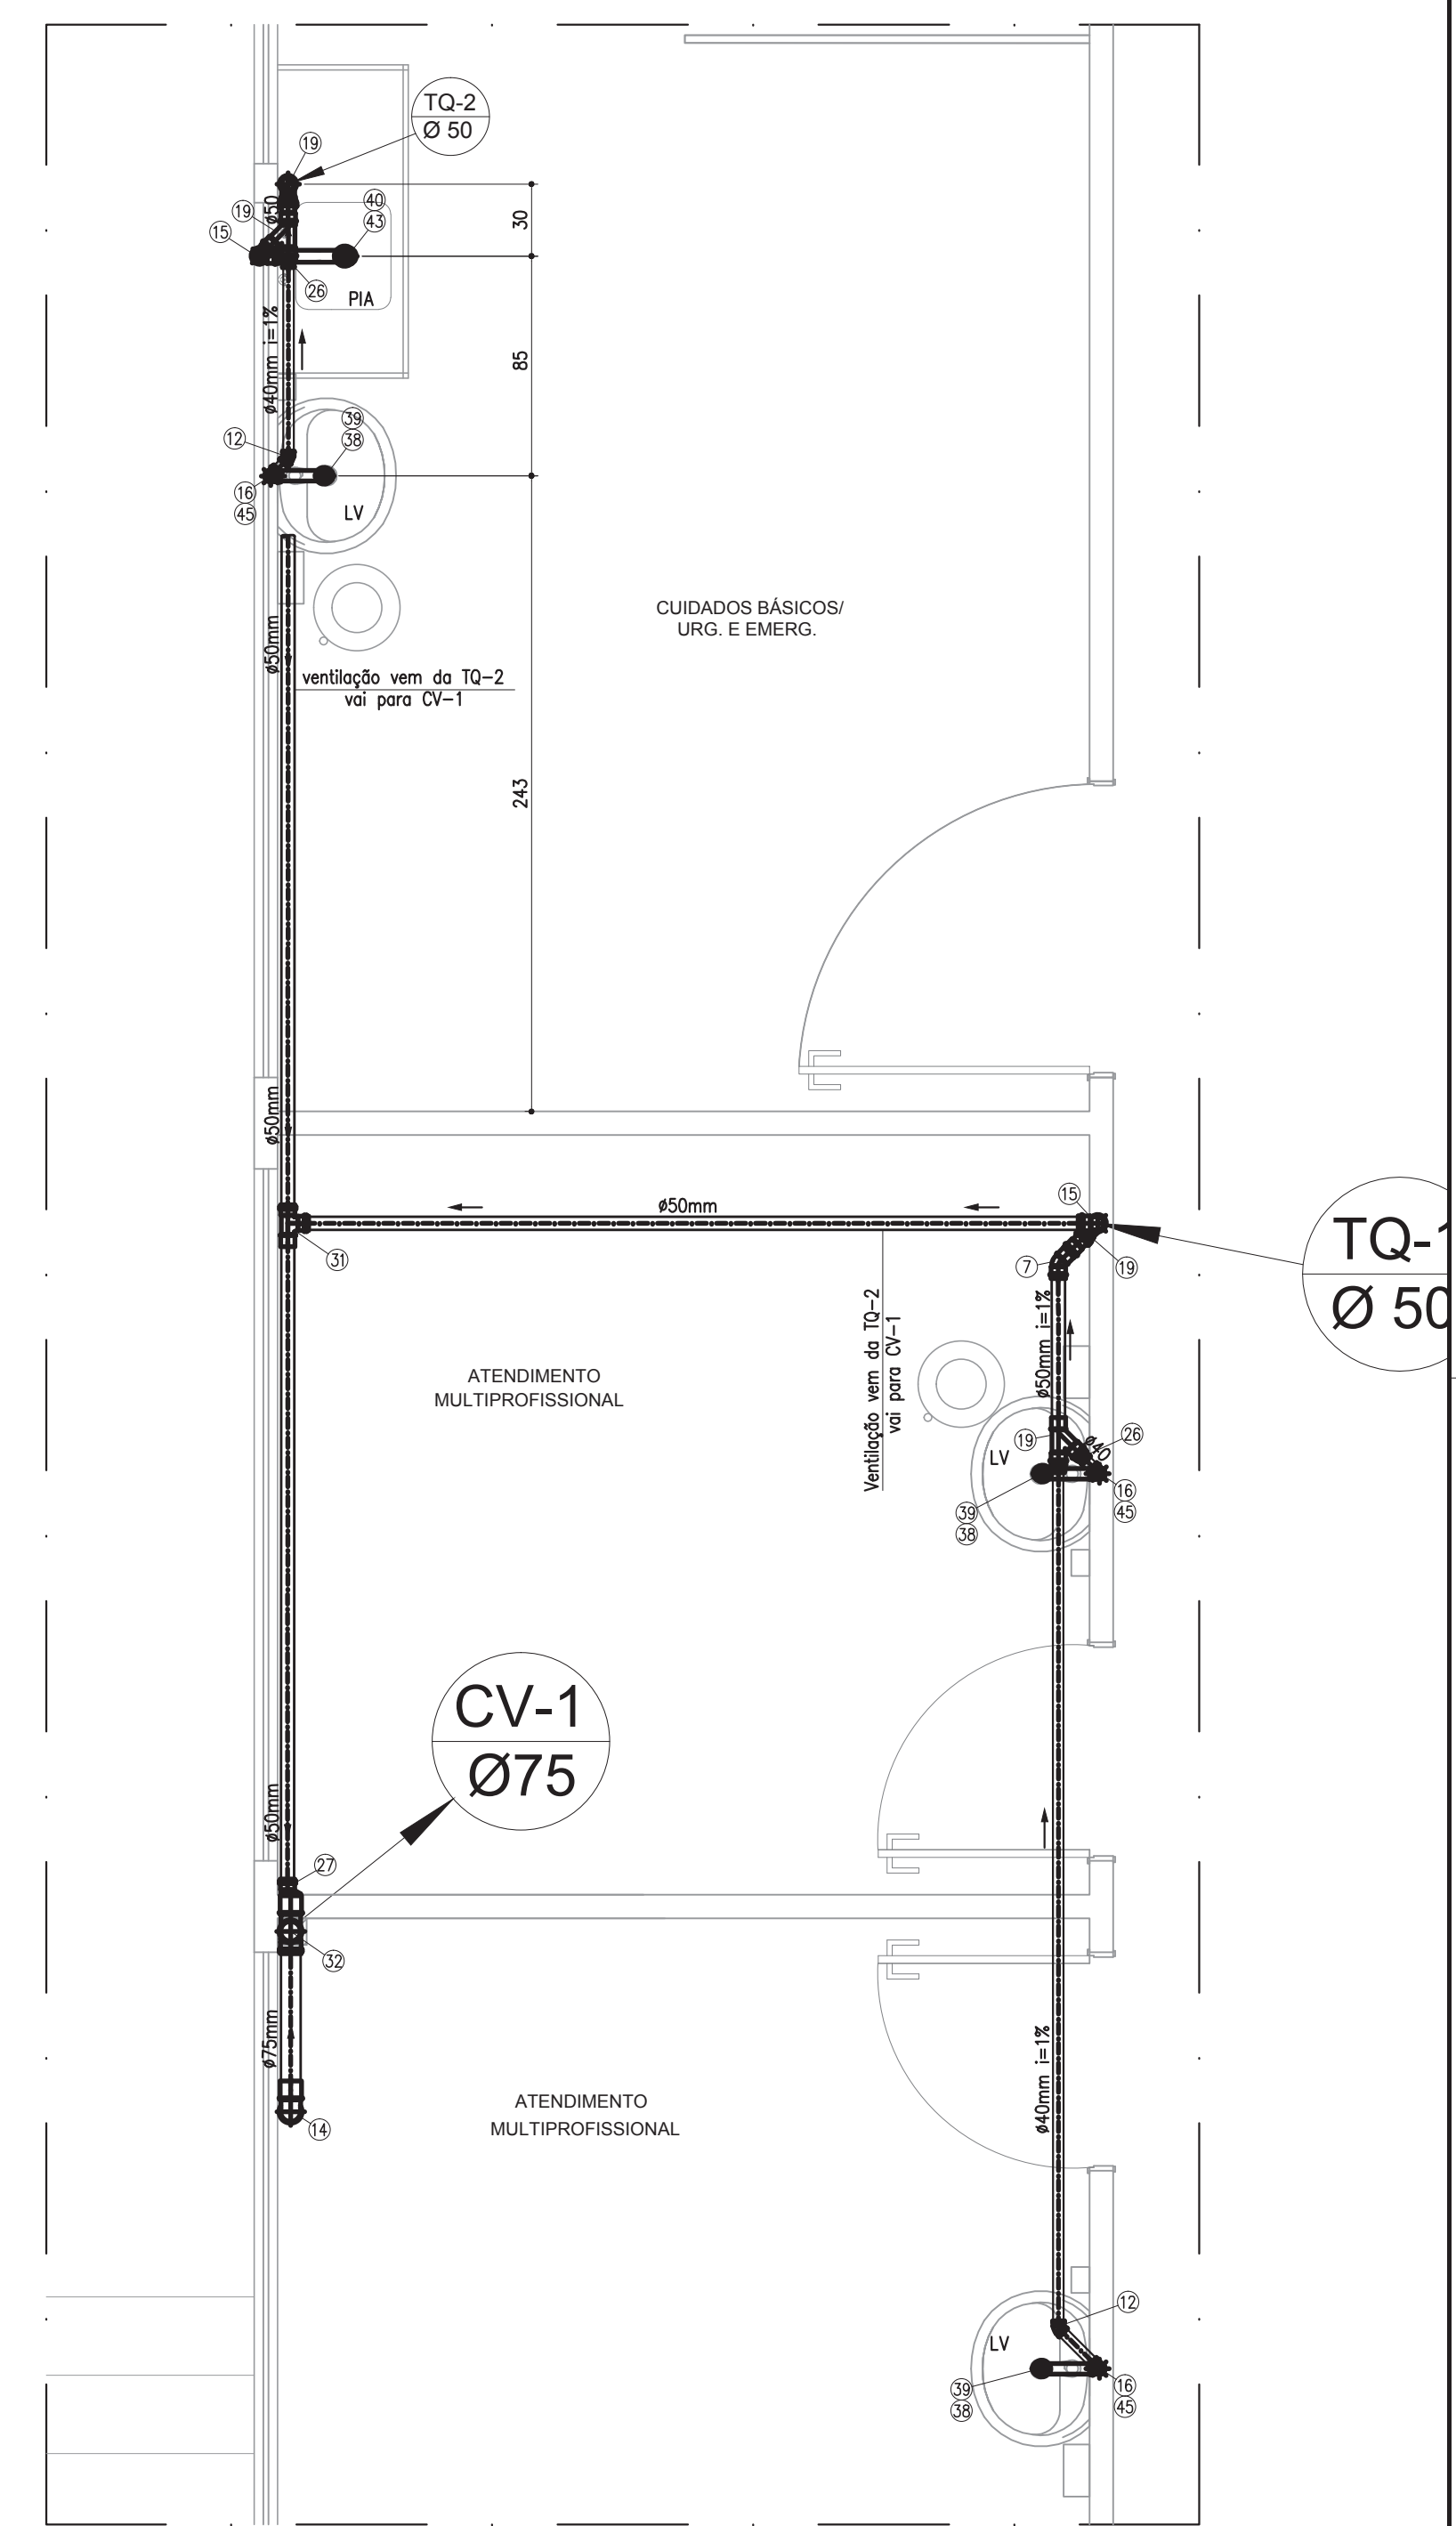 TQ-2
Ø 50
19
ø50
40
43
19
15
30
26
PIA
ø40mm i=1%
85
39
38
12
16
45
LV
CUIDADOS BÁSICOS/
URG. E EMERG.
ø50mm
ventilação vem da TQ-2
vai para CV-1
243
ø50mm
15
ø50mm
31
7
19
TQ-1
Ø 50
ø50mm i=1%
Ventilação vem da TQ-2
vai para CV-1
ATENDIMENTO
MULTIPROFISSIONAL
19
ø40
26
LV
16
45
39
38
CV-1
Ø75
ø50mm
27
32
ø75mm
ø40mm i=1%
ATENDIMENTO
MULTIPROFISSIONAL
14
12
LV
16
45
39
38